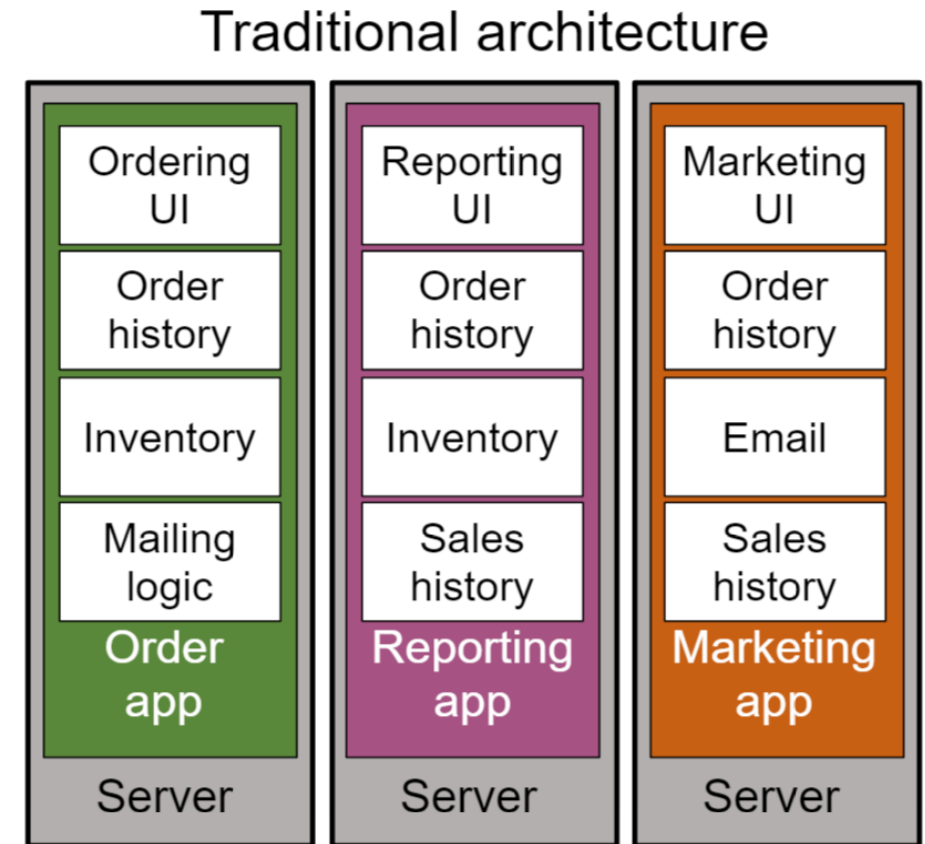 Traditional architecture
Ordering
UI
Order
history
Inventory
Mailing
logic
Order
app
Server
Reporting
UI
Order
history
Inventory
Sales
history
Reporting
app
Server
Marketing
UI
Order
history
Email
Sales
history
Marketing
app
Server